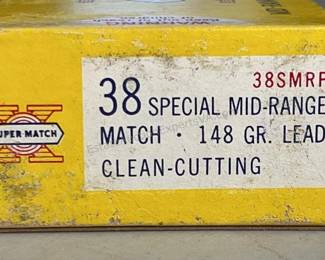 38SMRP
38 SPECIAL MID-RANGE
MATCH · 148 GR. LEAD
CLEAN-CUTTING
SUPER-MATCH